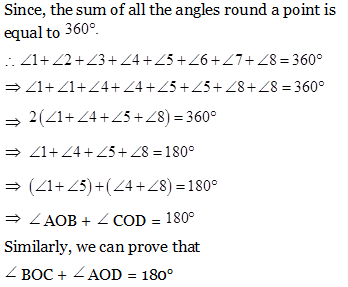 Since, the sum of all the angles round a point is
equal to 360°.
∴ ∠1+∠2+∠3+∠4+∠5+∠6+∠7+∠8=360°
⇒ ∠1+∠1+∠4+∠4+∠5+∠5+∠8+∠8=360°
⇒ 2(∠1+∠4+∠5+∠8)=360°
⇒ ∠1+∠4+∠5+∠8=180°
⇒ (∠1+∠5)+(∠4+∠8)=180°
⇒ ∠AOB + ∠COD = 180°
Similarly, we can prove that
∠BOC + ∠AOD = 180°